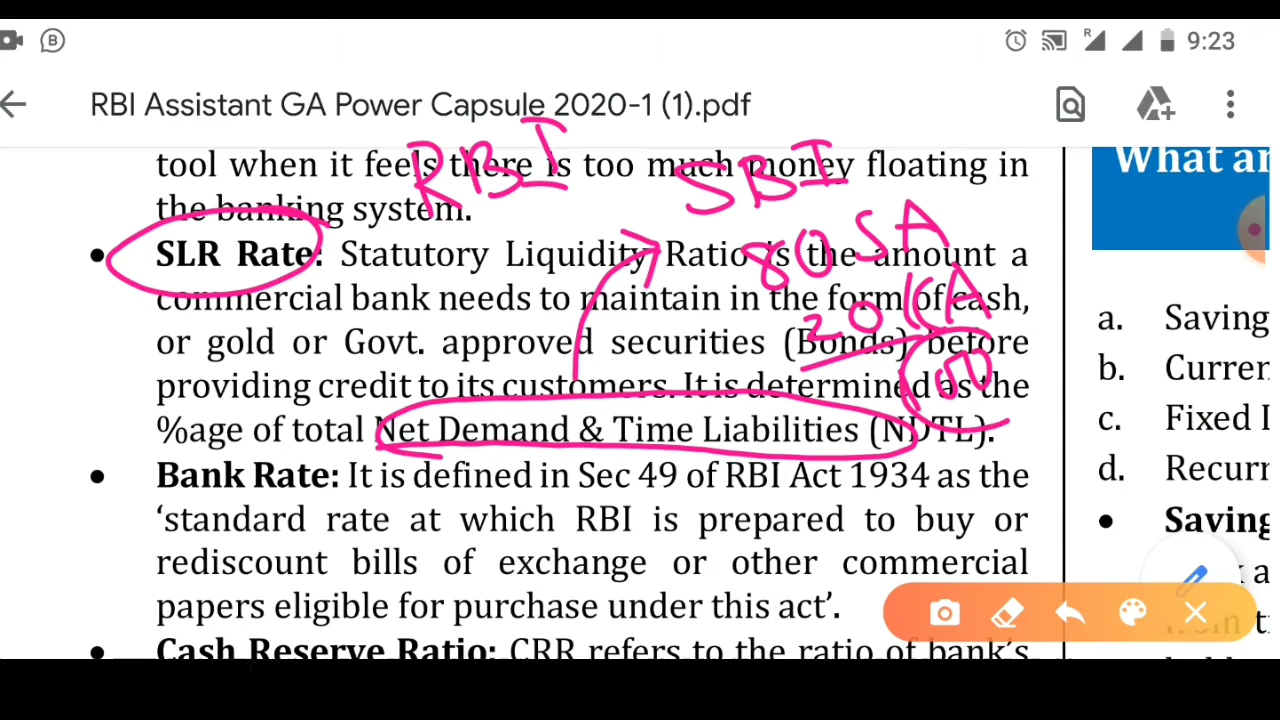 9:23
RBI Assistant GA Power Capsule 2020-1 (1).pdf
tool when it feels there is too much money floating in
the banking system.
• SLR Rate: Statutory Liquidity Ratio is the amount a
commercial bank needs to maintain in the form of cash,
or gold or Govt. approved securities (Bonds) before
providing credit to its customers. It is determined as the
%age of total Net Demand & Time Liabilities (NDTL).
• Bank Rate: It is defined in Sec 49 of RBI Act 1934 as the
‘standard rate at which RBI is prepared to buy or
rediscount bills of exchange or other commercial
papers eligible for purchase under this act’.
• Cash Reserve Ratio: CRR refers to the ratio of bank’s
RBI
SBI
80 SA
20
100
What
a. Saving
b. Curren
c. Fixed
d. Recurr
• Saving